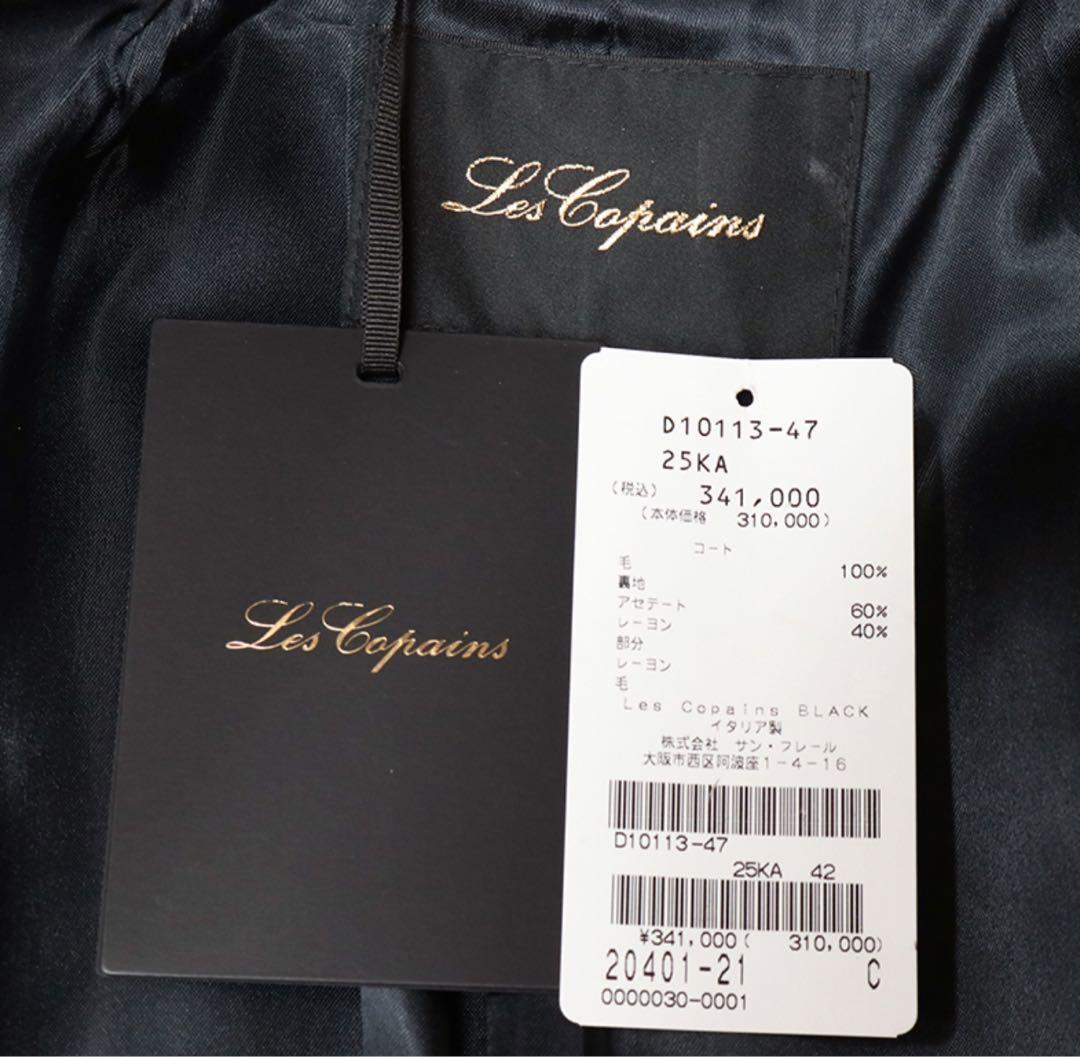 Les Copains
Les Copains
D10113-47
25KA
(税込) 341,000
(本体価格 310,000)
コート
毛 100%
裏地
アセテート 60%
レーヨン 40%
部分
レーヨン
毛
Les Copains BLACK
イタリア製
株式会社 サン・フレール
大阪市西区阿波座1-4-16
D10113-47
25KA 42
¥341,000( 310,000)
20401-21 C
0000030-0001